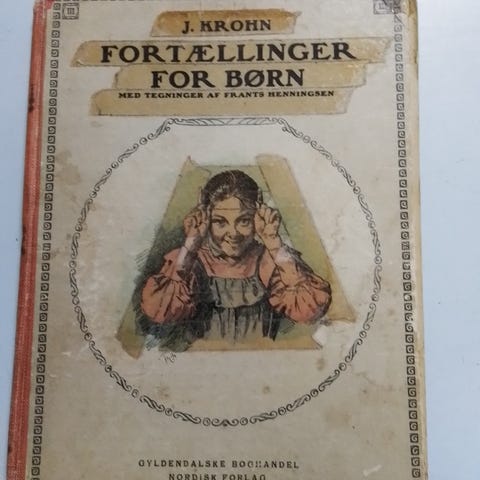 J. KROHN
FORTÆLLINGER
FOR BØRN
MED TEGNINGER AF FRANTS HENNINGSEN
GYLDENDALSKE BOGHANDEL
NORDISK FORLAG